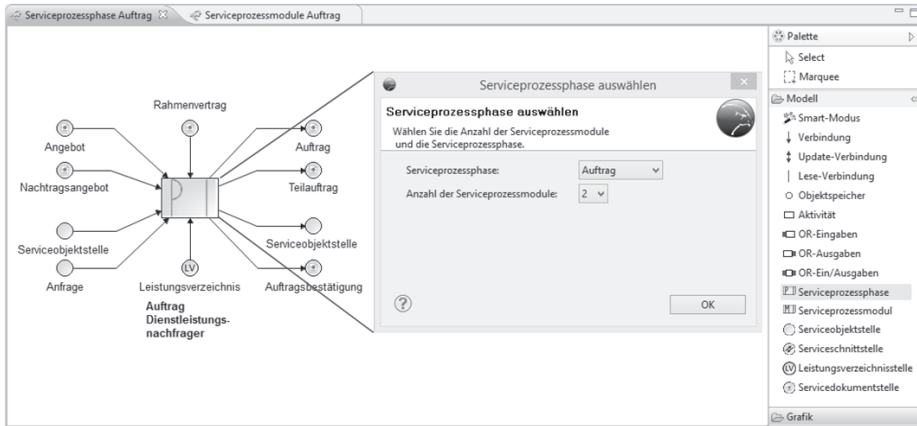 Serviceprozessphase Auftrag
Serviceprozessmodule Auftrag
Rahmenvertrag
Angebot
Auftrag
Nachtragsangebot
Teilauftrag
Serviceobjektstelle
Serviceobjektstelle
Anfrage
LV
Leistungsverzeichnis
Auftragsbestätigung
Auftrag
Dienstleistungs-
nachfrager
Serviceprozessphase auswählen
Serviceprozessphase auswählen
Wählen Sie die Anzahl der Serviceprozessmodule
und die Serviceprozessphase.
Serviceprozessphase: Auftrag
Anzahl der Serviceprozessmodule: 2
?
OK
Palette
Select
Marquee
Modell
Smart-Modus
Verbindung
Update-Verbindung
Lese-Verbindung
Objektspeicher
Aktivität
OR-Eingaben
OR-Ausgaben
OR-Ein/Ausgaben
Serviceprozessphase
Serviceprozessmodul
Serviceobjektstelle
Serviceschnittstelle
LV Leistungsverzeichnisstelle
Servicedokumentstelle
Grafik